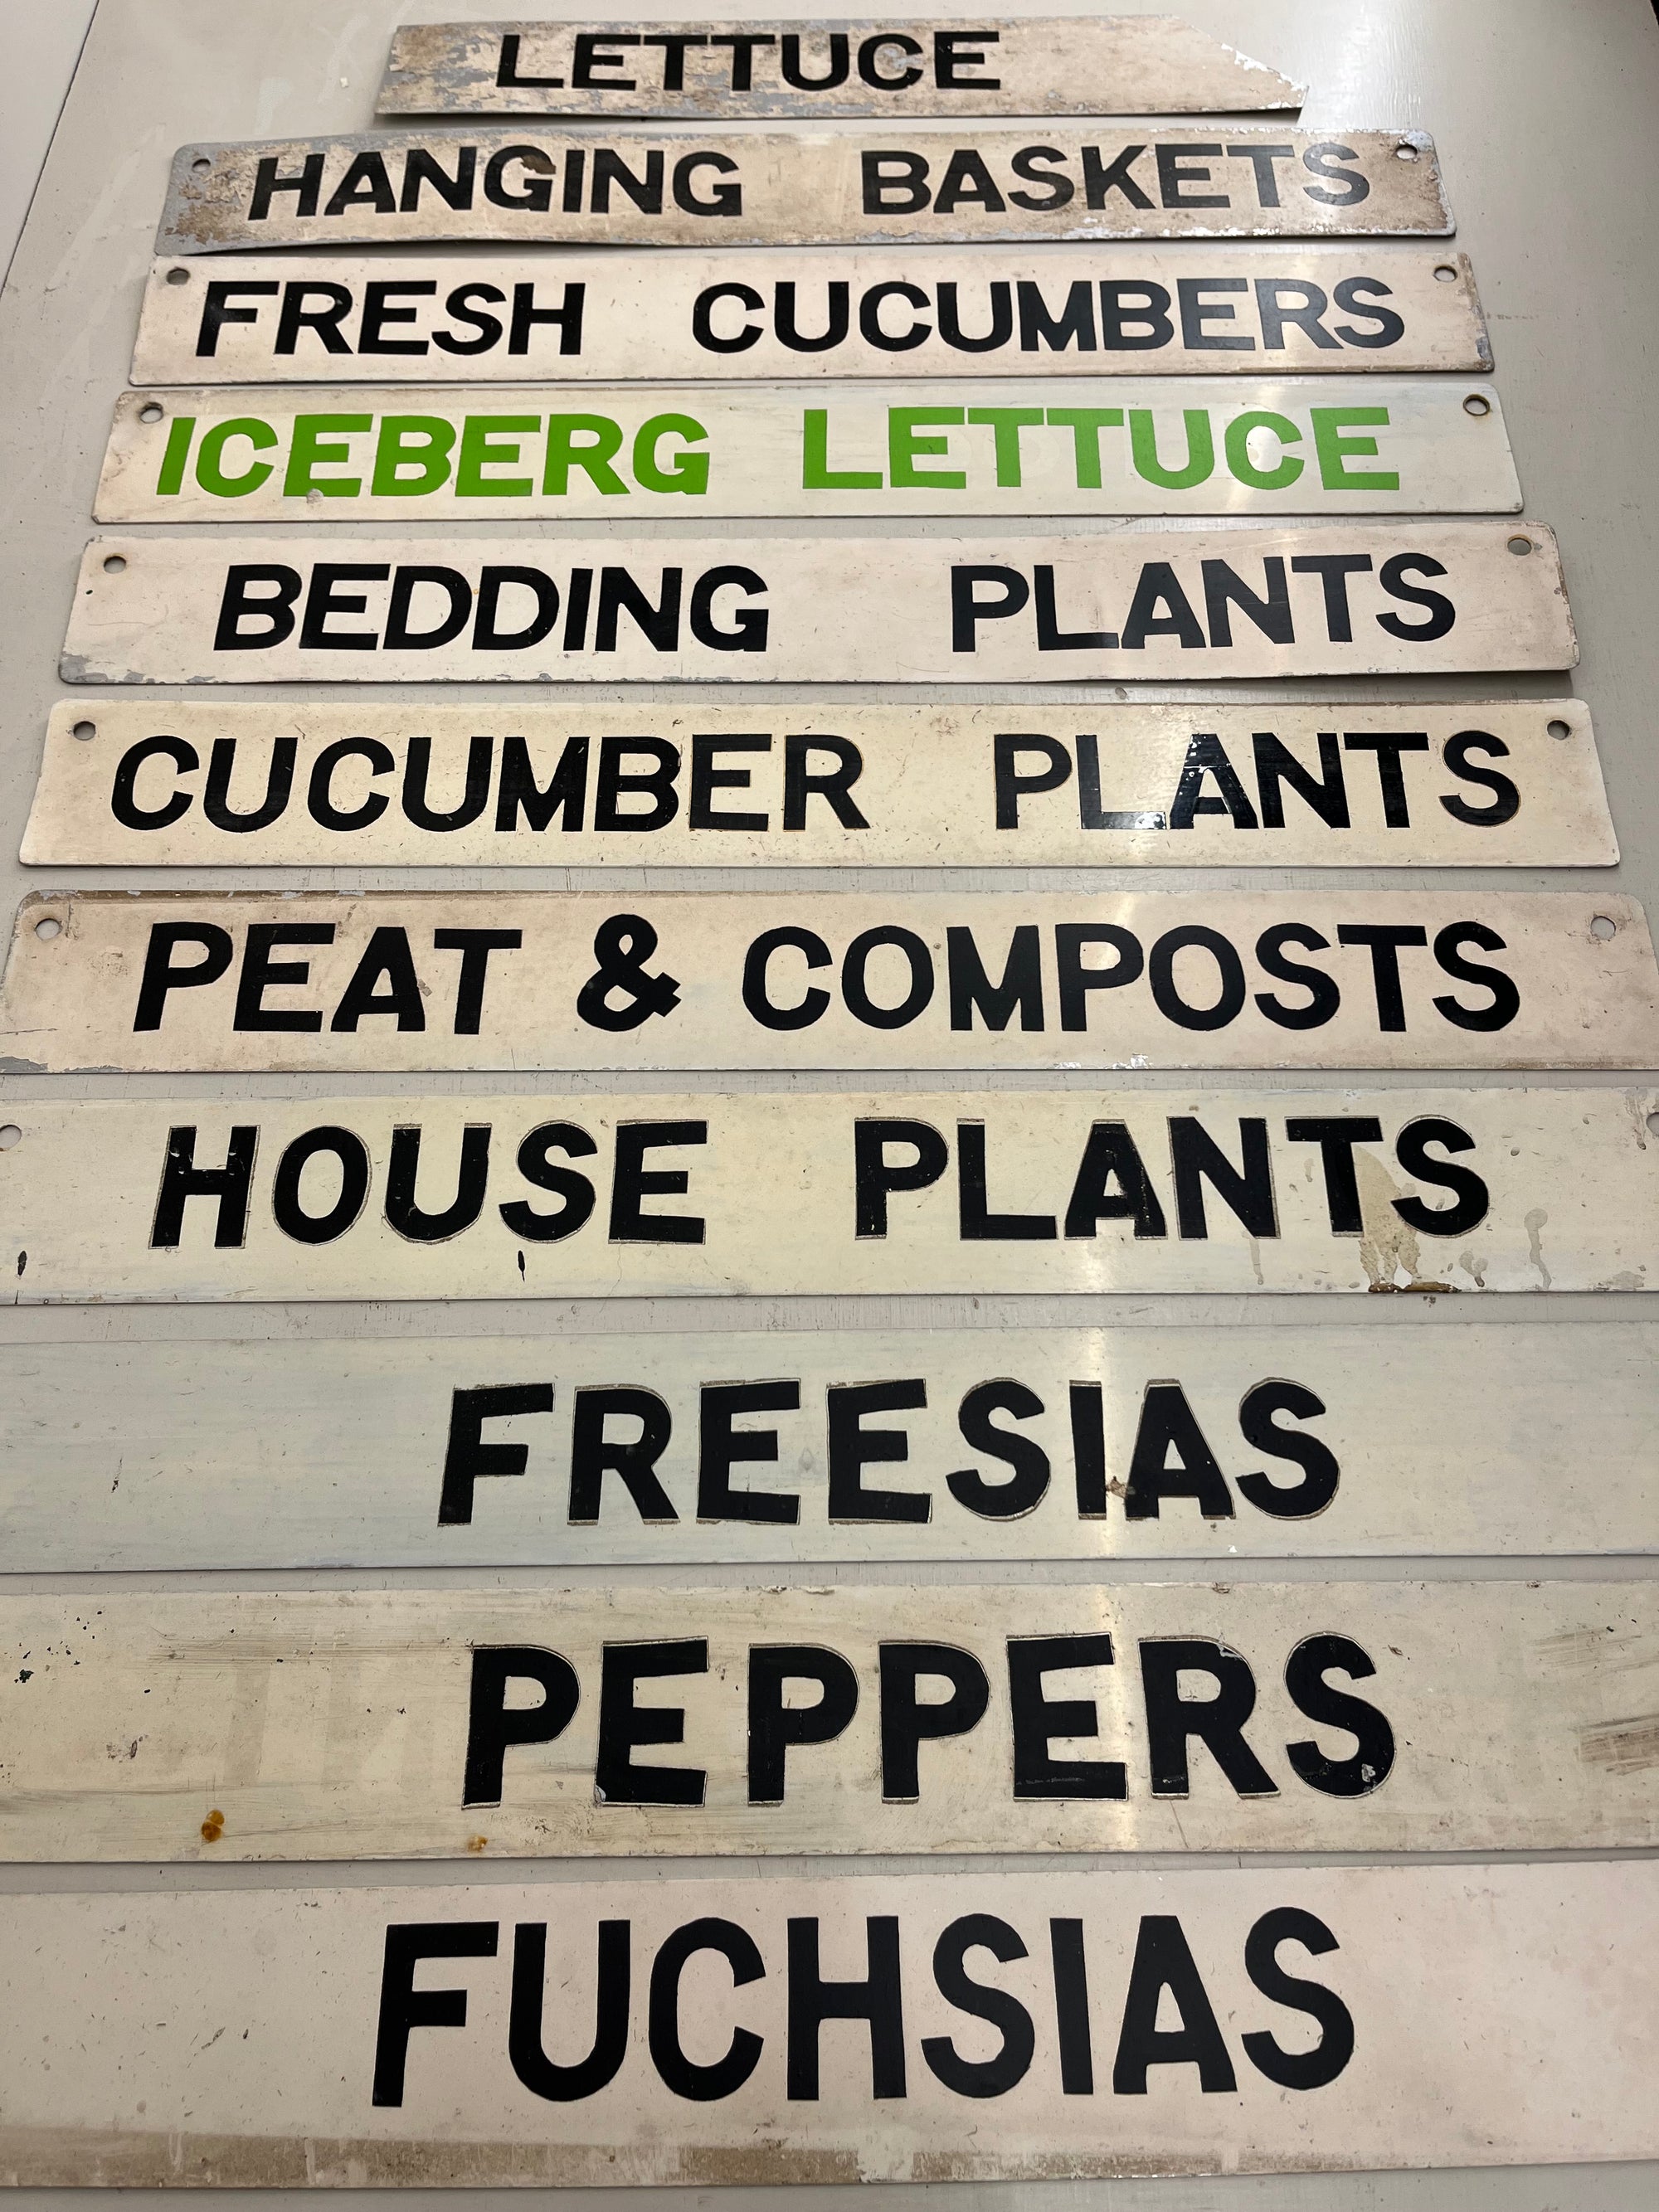 LETTUCE
HANGING BASKETS
FRESH CUCUMBERS
ICEBERG LETTUCE
BEDDING PLANTS
CUCUMBER PLANTS
PEAT & COMPOSTS
HOUSE PLANTS
FREESIAS
PEPPERS
FUCHSIAS